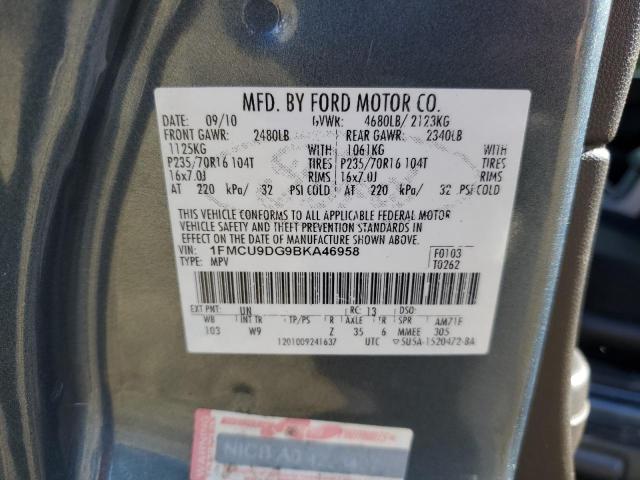 MFD. BY FORD MOTOR CO.
DATE: 09/10 GVWR: 4680LB/ 2123KG
FRONT GAWR: 2480LB REAR GAWR: 2340LB
1125KG WITH 1061KG WITH
P235/70R16 104T TIRES P235/70R16 104T TIRES
16x7.0J RIMS 16x7.0J RIMS
AT 220 kPa/ 32 PSI COLD AT 220 kPa/ 32 PSI COLD
THIS VEHICLE CONFORMS TO ALL APPLICABLE FEDERAL MOTOR
VEHICLE SAFETY AND THEFT PREVENTION STANDARDS IN
EFFECT ON THE DATE OF MANUFACTURE SHOWN ABOVE.
VIN: 1FMCU9DG9BKA46958 F0103
TYPE: MPV T0262
EXT PNT: UN RC: 13 DSO:
WB INT TR TP/PS R AXLE TR SPR AM71F
103 W9 Z 35 6 MMEE 305
1201009241637 UTC 5U5A-1520472-BA
NICB